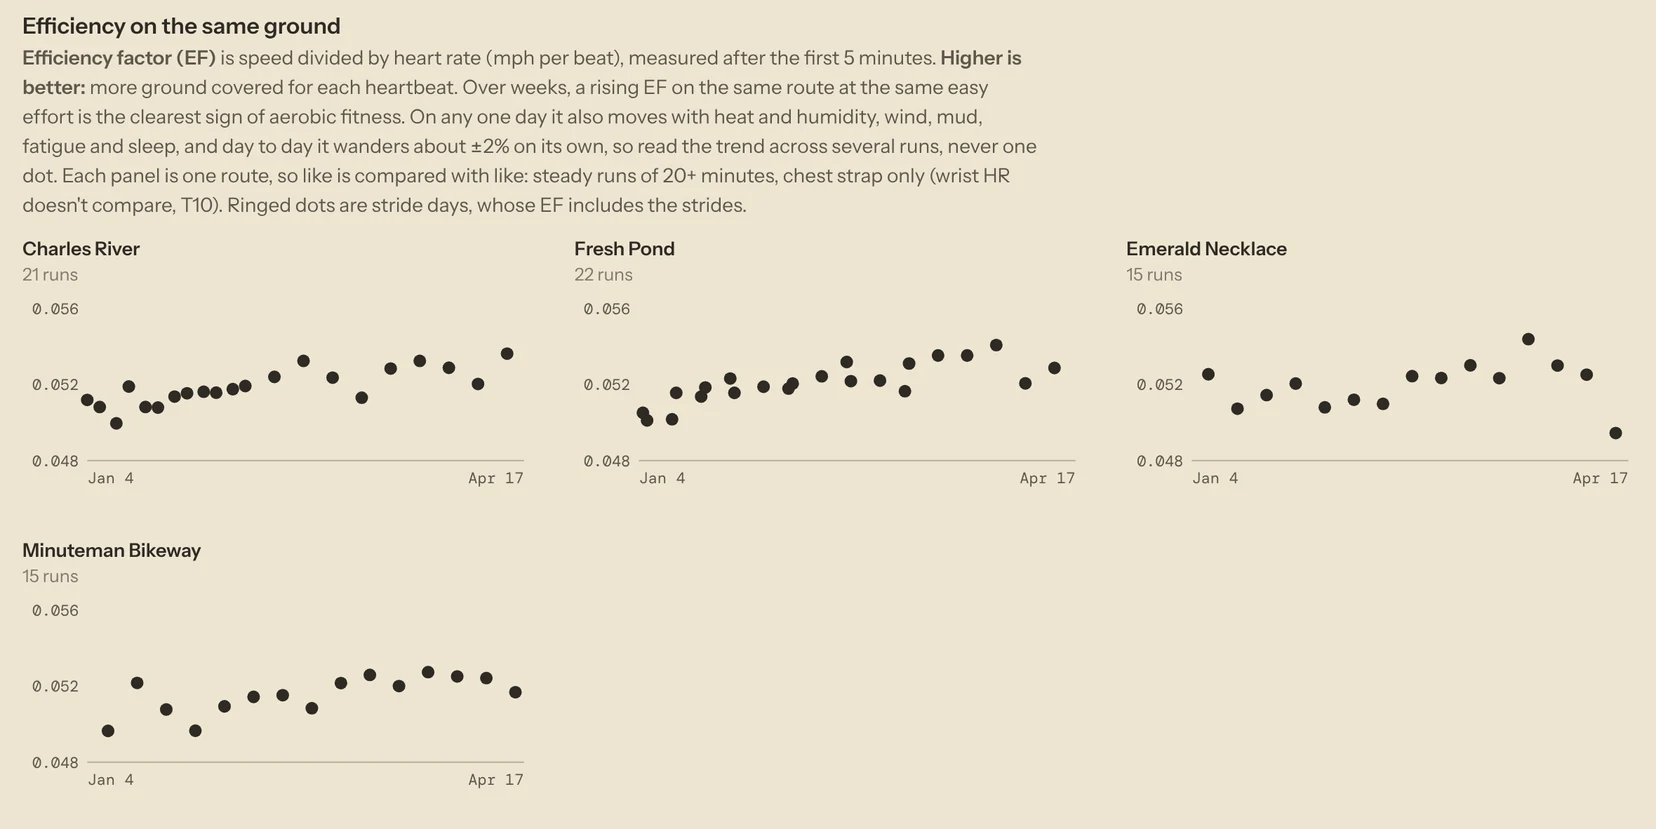 Efficiency on the same ground
Efficiency factor (EF) is speed divided by heart rate (mph per beat), measured after the first 5 minutes. Higher is
better: more ground covered for each heartbeat. Over weeks, a rising EF on the same route at the same easy
effort is the clearest sign of aerobic fitness. On any one day it also moves with heat and humidity, wind, mud,
fatigue and sleep, and day to day it wanders about ±2% on its own, so read the trend across several runs, never one
dot. Each panel is one route, so like is compared with like: steady runs of 20+ minutes, chest strap only (wrist HR
doesn't compare, T10). Ringed dots are stride days, whose EF includes the strides.
Charles River
21 runs
0.056
0.052
0.048
Jan 4
Apr 17
Fresh Pond
22 runs
0.056
0.052
0.048
Jan 4
Apr 17
Emerald Necklace
15 runs
0.056
0.052
0.048
Jan 4
Apr 17
Minuteman Bikeway
15 runs
0.056
0.052
0.048
Jan 4
Apr 17